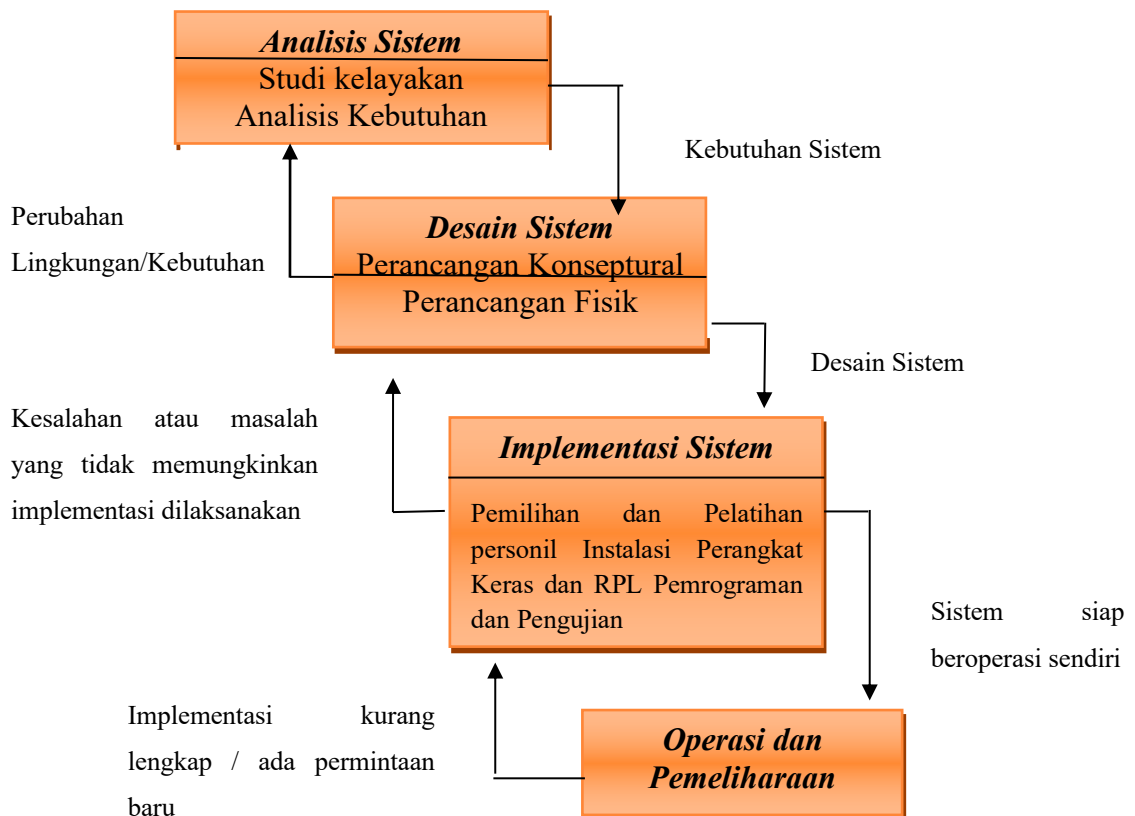 Analisis Sistem
Studi kelayakan
Analisis Kebutuhan
Kebutuhan Sistem
Perubahan
Lingkungan/Kebutuhan
Desain Sistem
Perancangan Konseptural
Perancangan Fisik
Desain Sistem
Kesalahan atau masalah
yang tidak memungkinkan
implementasi dilaksanakan
Implementasi Sistem
Pemilihan dan Pelatihan
personil Instalasi Perangkat
Keras dan RPL Pemrograman
dan Pengujian
Sistem siap
beroperasi sendiri
Implementasi kurang
lengkap / ada permintaan
baru
Operasi dan
Pemeliharaan